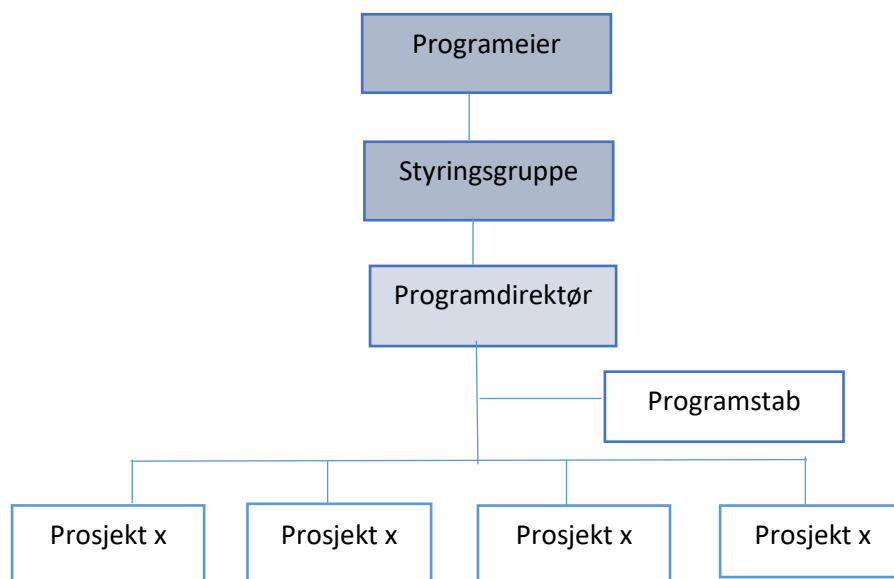 Programeier
Styringsgruppe
Programdirektør
Programstab
Prosjekt x
Prosjekt x
Prosjekt x
Prosjekt x